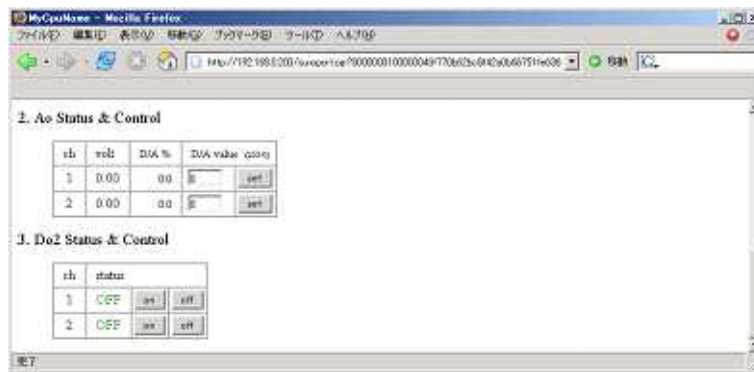 MyCpuName - Mozilla Firefox
ファイル(F) 編集(E) 表示(V) 移動(G) ブックマーク(B) ツール(T) ヘルプ(H)
移動
2. Ao Status & Control
ch volt D/A % D/A value
1 0.00 0.0 set
2 0.00 0.0 set
3. Do2 Status & Control
ch status
1 OFF on off
2 OFF on off
完了